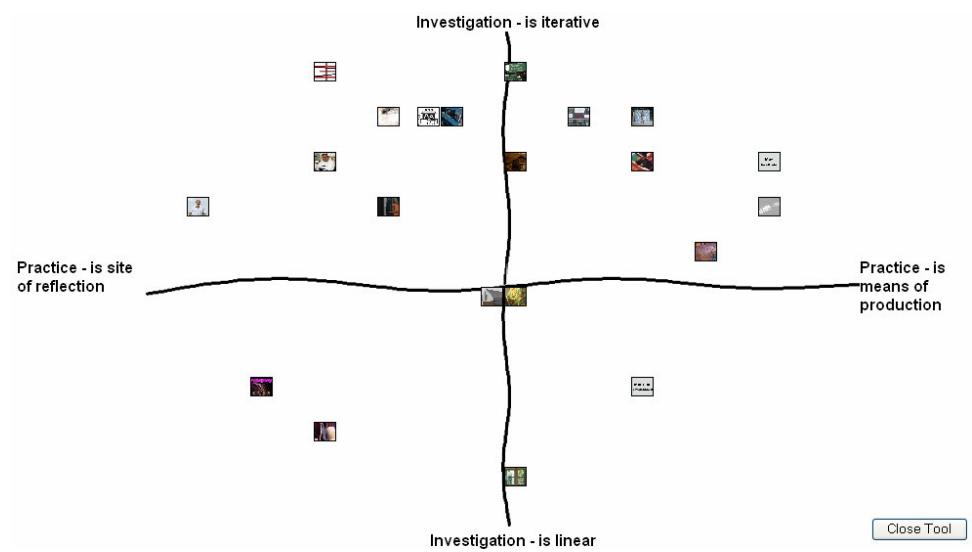 Investigation - is iterative
Practice - is site
of reflection
Practice - is
means of
production
Investigation - is linear
Close Tool